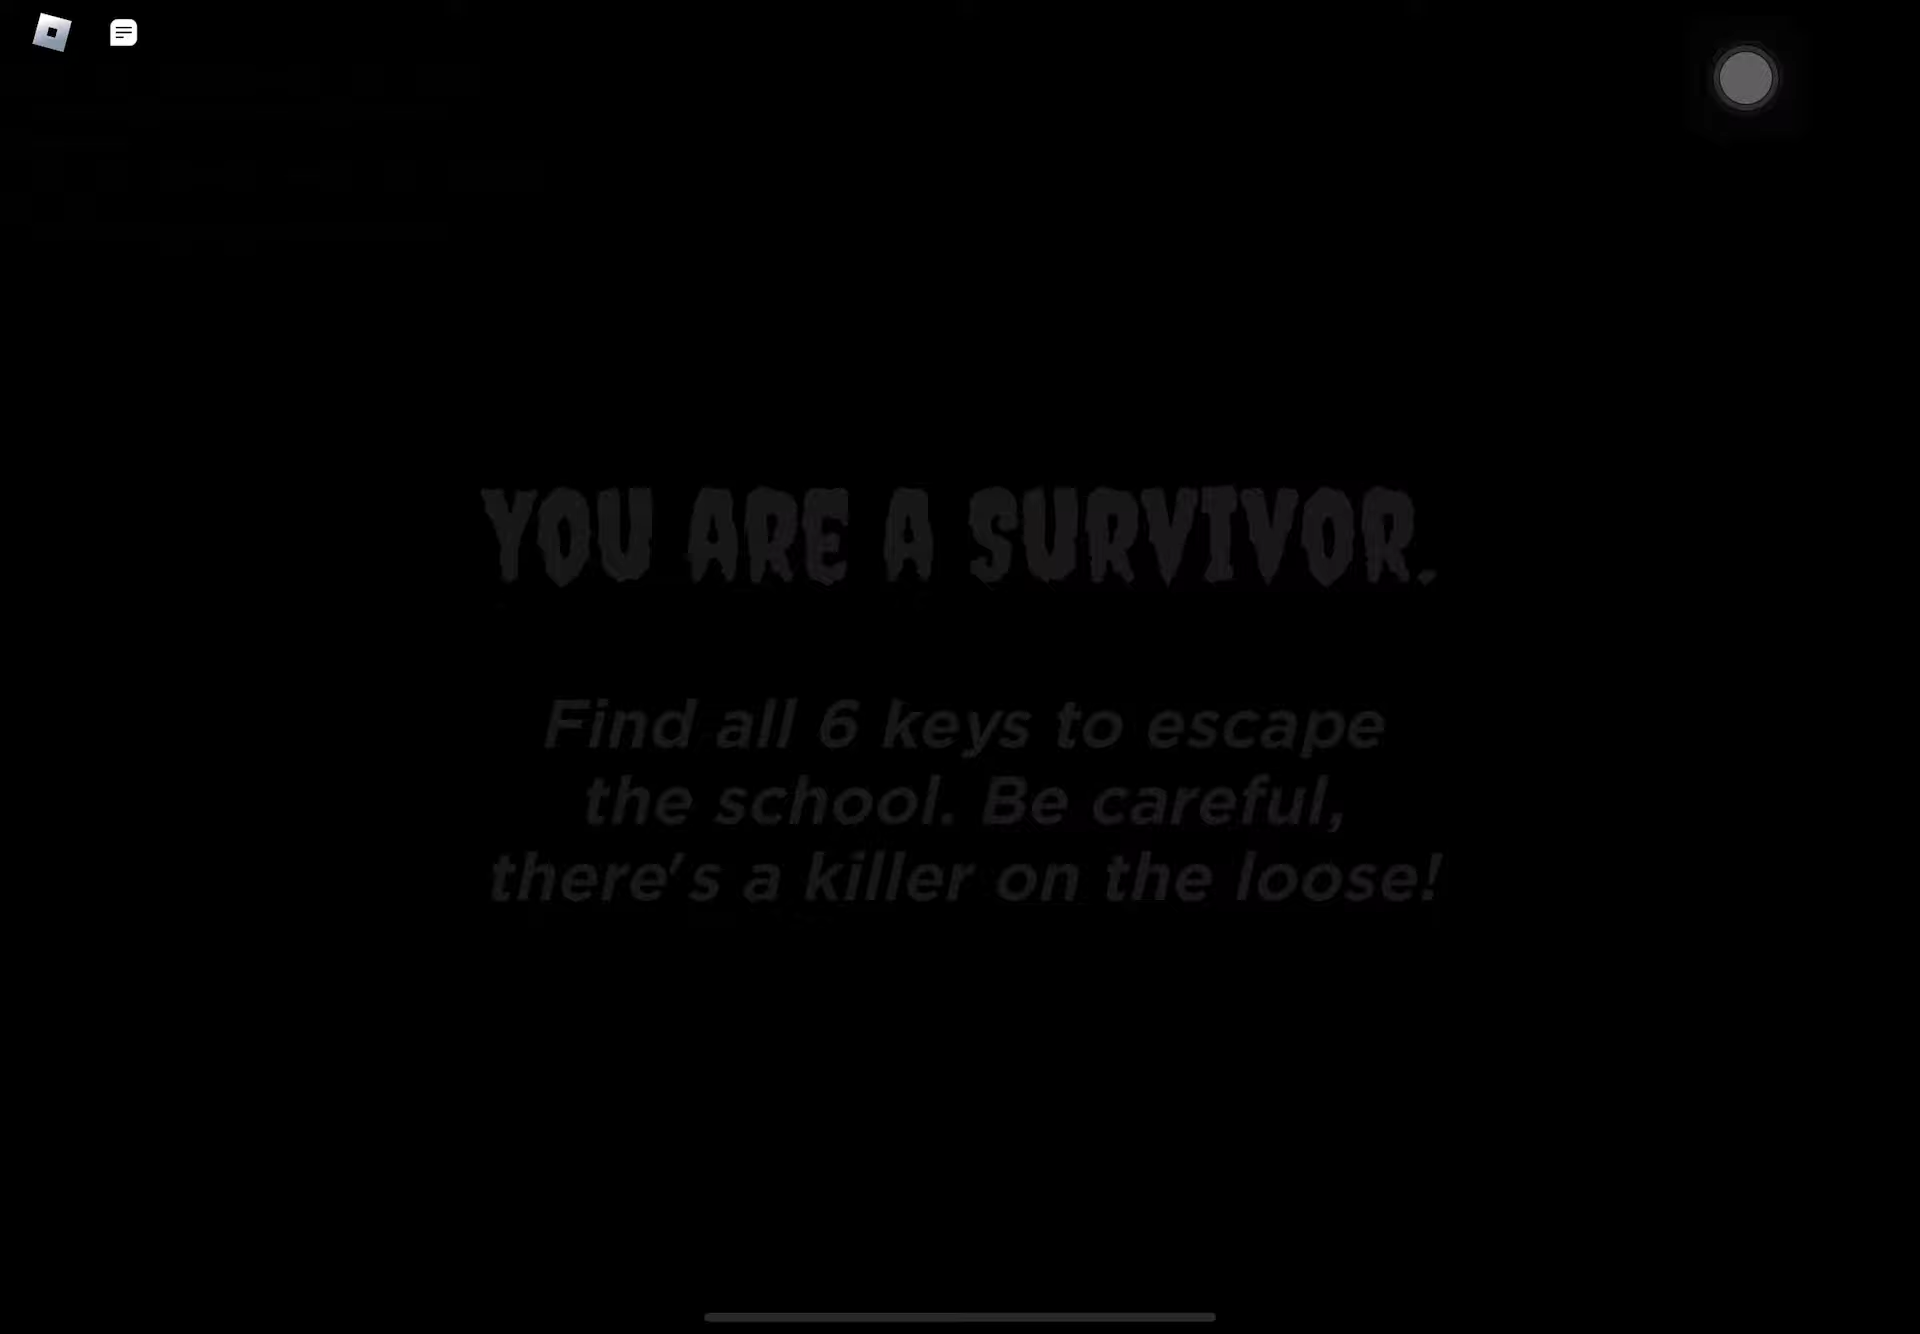 YOU ARE A SURVIVOR.
Find all 6 keys to escape
the school. Be careful,
there's a killer on the loose!